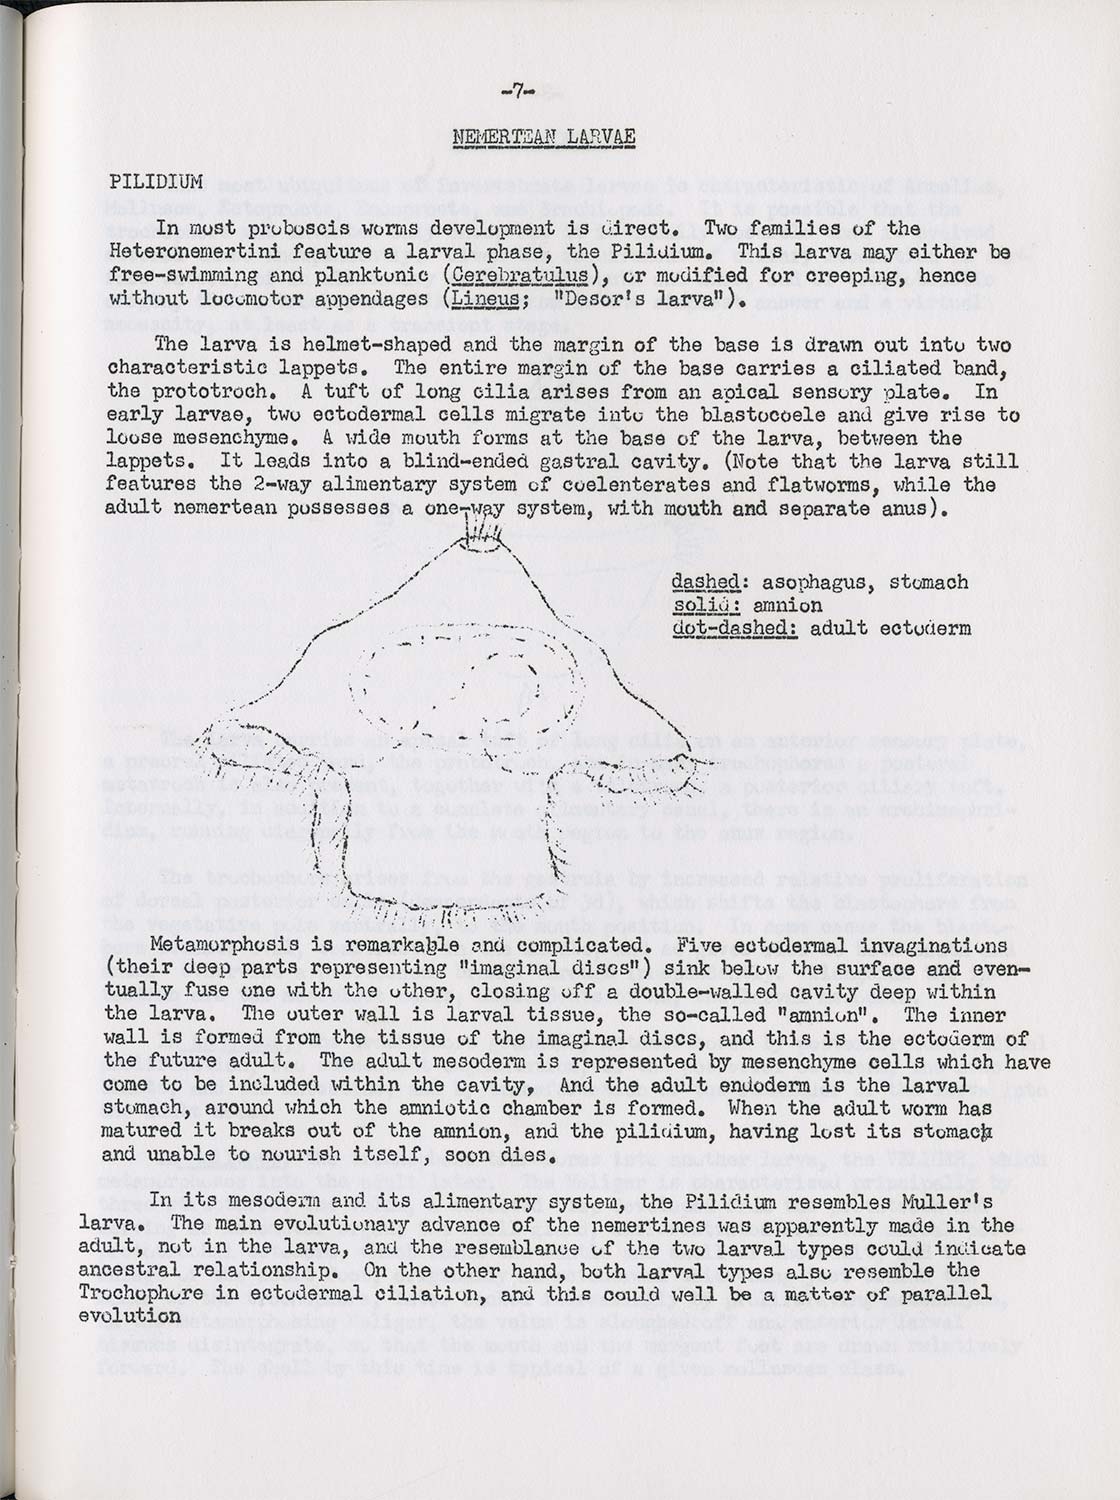 -7-
NEMERTEAN LARVAE
PILIDIUM
In most proboscis worms development is direct. Two families of the
Heteronemertini feature a larval phase, the Pilidium. This larva may either be
free-swimming and planktonic (Cerebratulus), or modified for creeping, hence
without locomotor appendages (Lineus; "Desor's larva").
The larva is helmet-shaped and the margin of the base is drawn out into two
characteristic lappets. The entire margin of the base carries a ciliated band,
the prototroch. A tuft of long cilia arises from an apical sensory plate. In
early larvae, two ectodermal cells migrate into the blastocoele and give rise to
loose mesenchyme. A wide mouth forms at the base of the larva, between the
lappets. It leads into a blind-ended gastral cavity. (Note that the larva still
features the 2-way alimentary system of coelenterates and flatworms, while the
adult nemertean possesses a one-way system, with mouth and separate anus).
dashed: asophagus, stomach
solid: amnion
dot-dashed: adult ectoderm
Metamorphosis is remarkable and complicated. Five ectodermal invaginations
(their deep parts representing "imaginal discs") sink below the surface and even-
tually fuse one with the other, closing off a double-walled cavity deep within
the larva. The outer wall is larval tissue, the so-called "amnion". The inner
wall is formed from the tissue of the imaginal discs, and this is the ectoderm of
the future adult. The adult mesoderm is represented by mesenchyme cells which have
come to be included within the cavity, And the adult endoderm is the larval
stomach, around which the amniotic chamber is formed. When the adult worm has
matured it breaks out of the amnion, and the pilidium, having lost its stomach
and unable to nourish itself, soon dies.
In its mesoderm and its alimentary system, the Pilidium resembles Muller's
larva. The main evolutionary advance of the nemertines was apparently made in the
adult, not in the larva, and the resemblance of the two larval types could indicate
ancestral relationship. On the other hand, both larval types also resemble the
Trochophore in ectodermal ciliation, and this could well be a matter of parallel
evolution